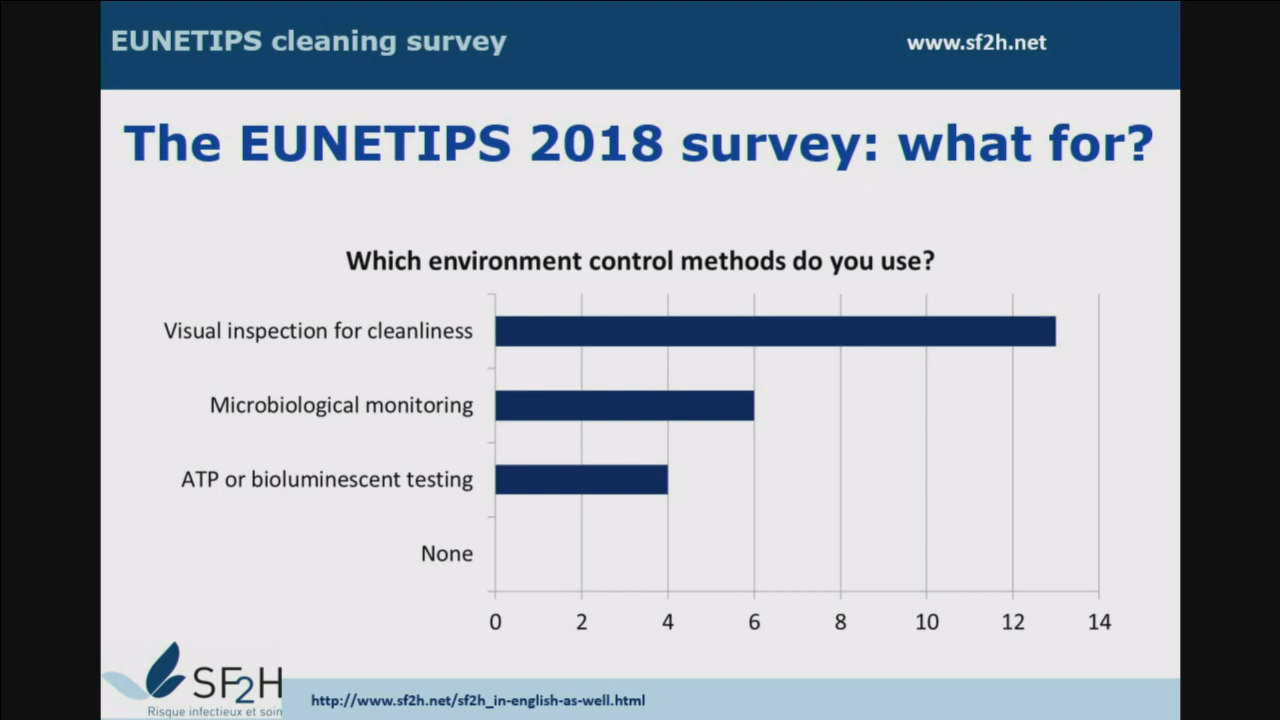 EUNETIPS cleaning survey
www.sf2h.net
The EUNETIPS 2018 survey: what for?
Which environment control methods do you use?
Visual inspection for cleanliness
Microbiological monitoring
ATP or bioluminescent testing
None
0 2 4 6 8 10 12 14
SF2H
Risque infectieux et soin
http://www.sf2h.net/sf2h_in-english-as-well.html